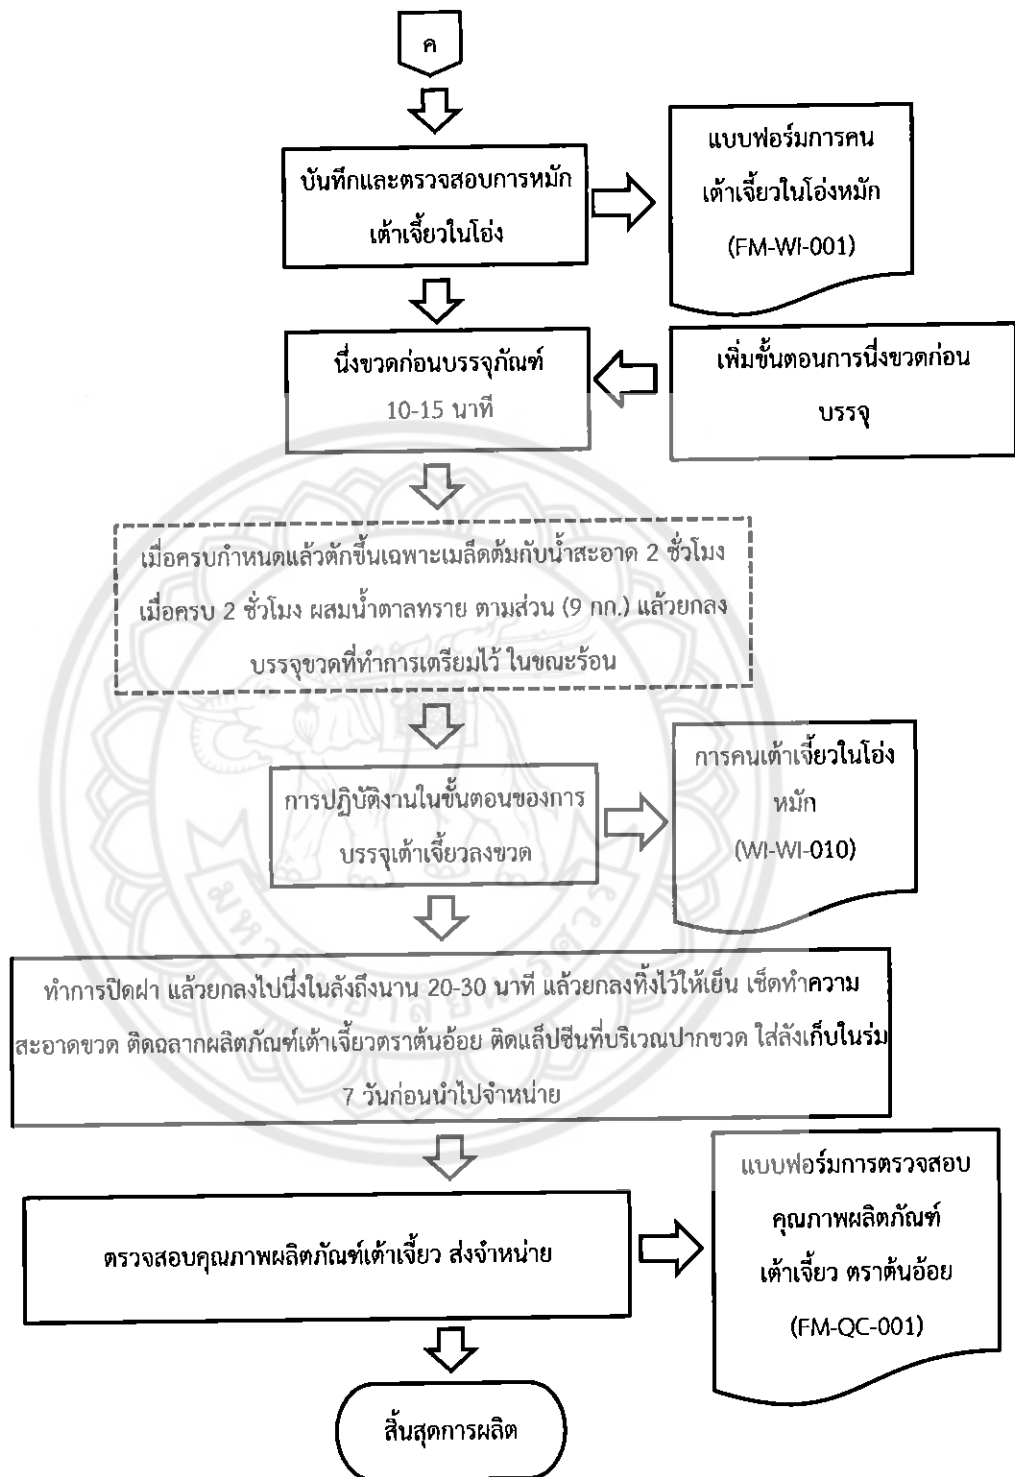 ค
บันทึกและตรวจสอบการหมัก
เต้าเจี้ยวในโอ่ง
แบบฟอร์มการคน
เต้าเจี้ยวในโอ่งหมัก
(FM-WI-001)
นึ่งขวดก่อนบรรจุภัณฑ์
10-15 นาที
เพิ่มขั้นตอนการนึ่งขวดก่อน
บรรจุ
เมื่อครบกำหนดแล้วตักขึ้นเฉพาะเมล็ดต้มกับน้ำสะอาด 2 ชั่วโมง
เมื่อครบ 2 ชั่วโมง ผสมน้ำตาลทราย ตามส่วน (9 กก.) แล้วยกลง
บรรจุขวดที่ทำการเตรียมไว้ ในขณะร้อน
การปฏิบัติงานในขั้นตอนของการ
บรรจุเต้าเจี้ยวลงขวด
การคนเต้าเจี้ยวในโอ่ง
หมัก
(WI-WI-010)
ทำการปิดฝา แล้วยกลงไปนึ่งในลังถึงนาน 20-30 นาที แล้วยกลงทิ้งไว้ให้เย็น เช็ดทำความ
สะอาดขวด ติดฉลากผลิตภัณฑ์เต้าเจี้ยวตราต้นอ้อย ติดแล็ปซีนที่บริเวณปากขวด ใส่ลังเก็บในร่ม
7 วันก่อนนำไปจำหน่าย
ตรวจสอบคุณภาพผลิตภัณฑ์เต้าเจี้ยว ส่งจำหน่าย
แบบฟอร์มการตรวจสอบ
คุณภาพผลิตภัณฑ์
เต้าเจี้ยว ตราต้นอ้อย
(FM-QC-001)
สิ้นสุดการผลิต
มหาวิทยาลัยนเรศวร